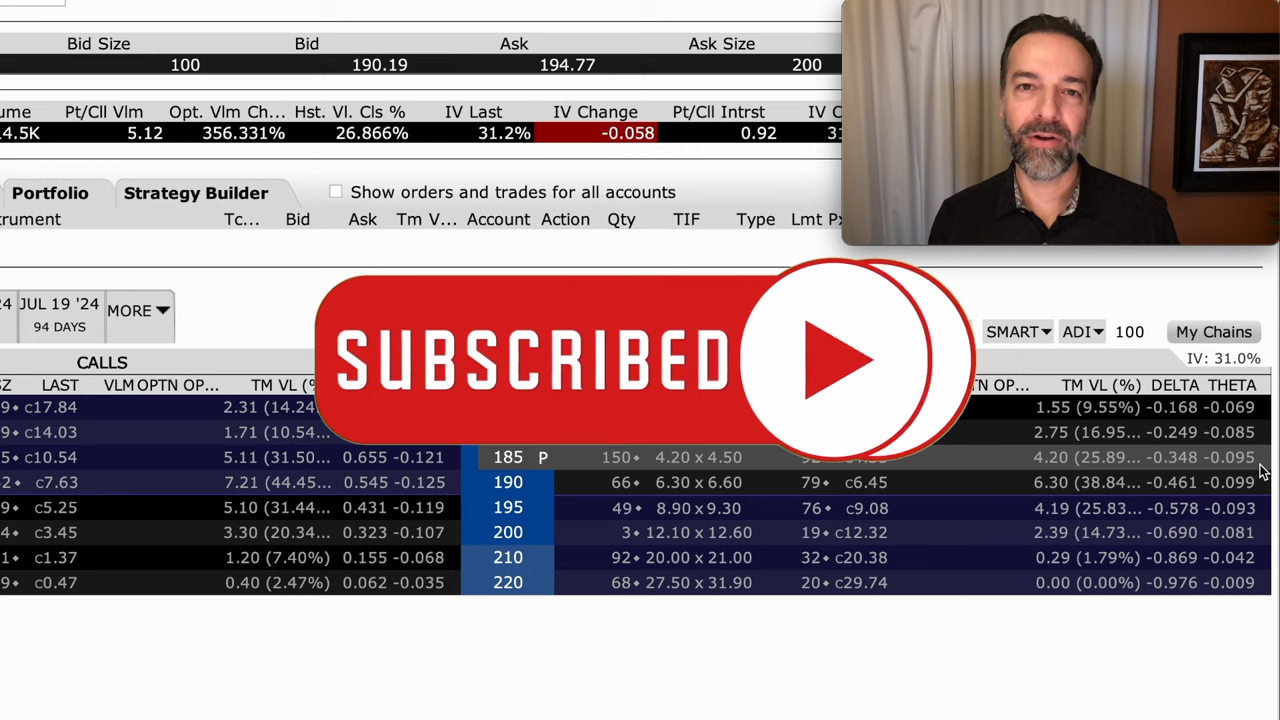 Bid Size Bid Ask Ask Size
100 190.19 194.77 200
ume Pt/Cll Vlm Opt. Vlm Ch... Hst. Vl. Cls % IV Last IV Change Pt/Cll Intrst IV C
4.5K 5.12 356.331% 26.866% 31.2% -0.058 0.92 31
Portfolio Strategy Builder Show orders and trades for all accounts
trument Tc... Bid Ask Tm V... Account Action Qty TIF Type Lmt P
24 JUL 19 '24 MORE
94 DAYS
SMART ADI 100 My Chains
SUBSCRIBED
CALLS IV: 31.0%
SZ LAST VLM OPTN OP... TM VL (% TN OP... TM VL (%) DELTA THETA
9 c17.84 2.31 (14.24 1.55 (9.55%) -0.168 -0.069
9 c14.03 1.71 (10.54... 2.75 (16.95... -0.249 -0.085
5 c10.54 5.11 (31.50... 0.655 -0.121 185 P 150 4.20 x 4.50 4.20 (25.89... -0.348 -0.095
2 c7.63 7.21 (44.45... 0.545 -0.125 190 66 6.30 x 6.60 79 c6.45 6.30 (38.84... -0.461 -0.099
9 c5.25 5.10 (31.44... 0.431 -0.119 195 49 8.90 x 9.30 76 c9.08 4.19 (25.83... -0.578 -0.093
4 c3.45 3.30 (20.34... 0.323 -0.107 200 3 12.10 x 12.60 19 c12.32 2.39 (14.73... -0.690 -0.081
1 c1.37 1.20 (7.40%) 0.155 -0.068 210 92 20.00 x 21.00 32 c20.38 0.29 (1.79%) -0.869 -0.042
9 c0.47 0.40 (2.47%) 0.062 -0.035 220 68 27.50 x 31.90 20 c29.74 0.00 (0.00%) -0.976 -0.009